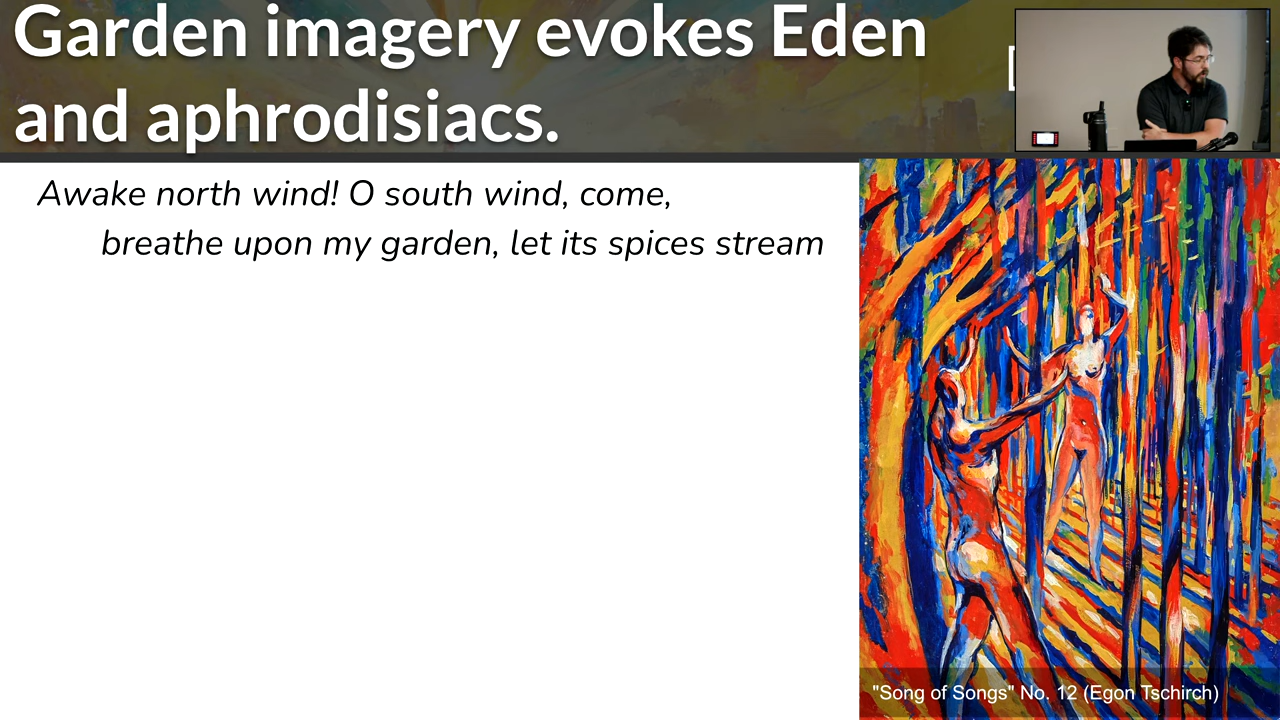 Garden imagery evokes Eden
and aphrodisiacs.
Awake north wind! O south wind, come,
breathe upon my garden, let its spices stream
"Song of Songs" No. 12 (Egon Tschirch)